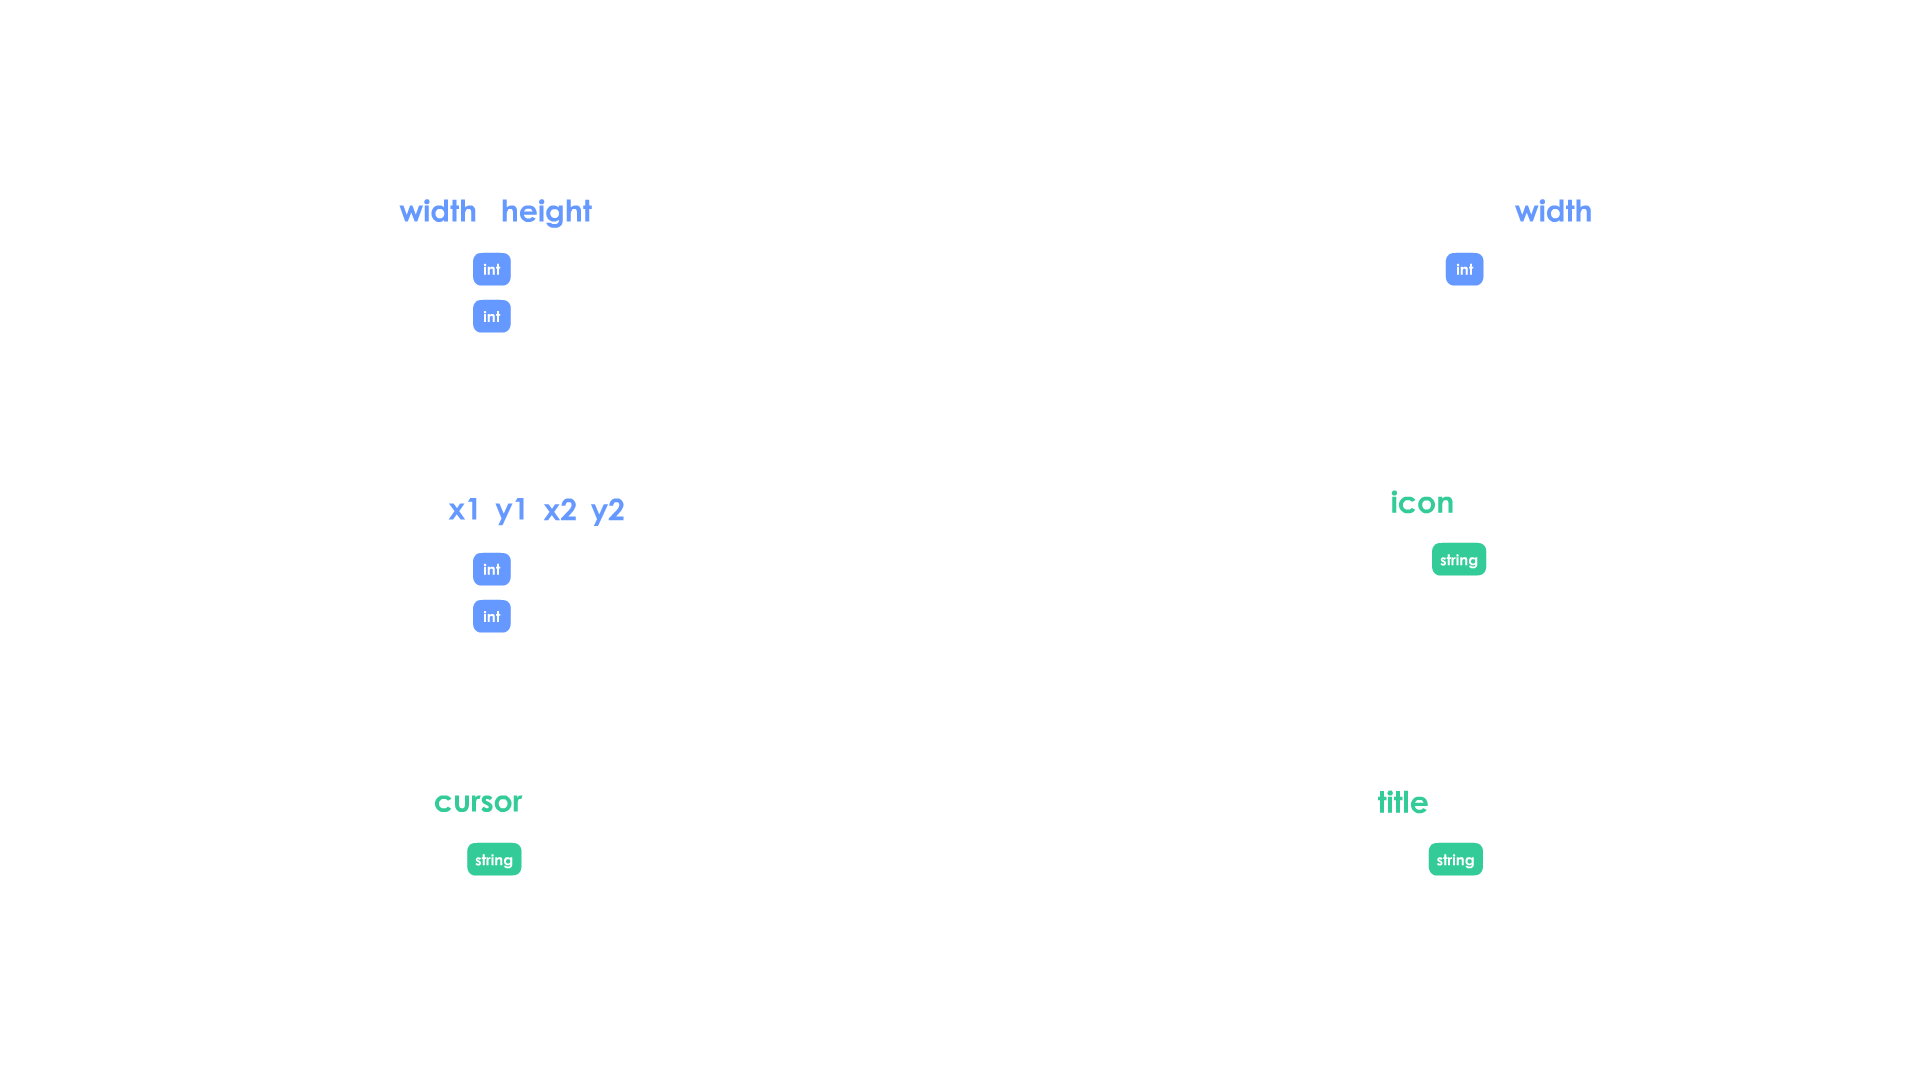 width height
int
int
width
int
x1 y1 x2 y2
int
int
icon
string
cursor
string
title
string